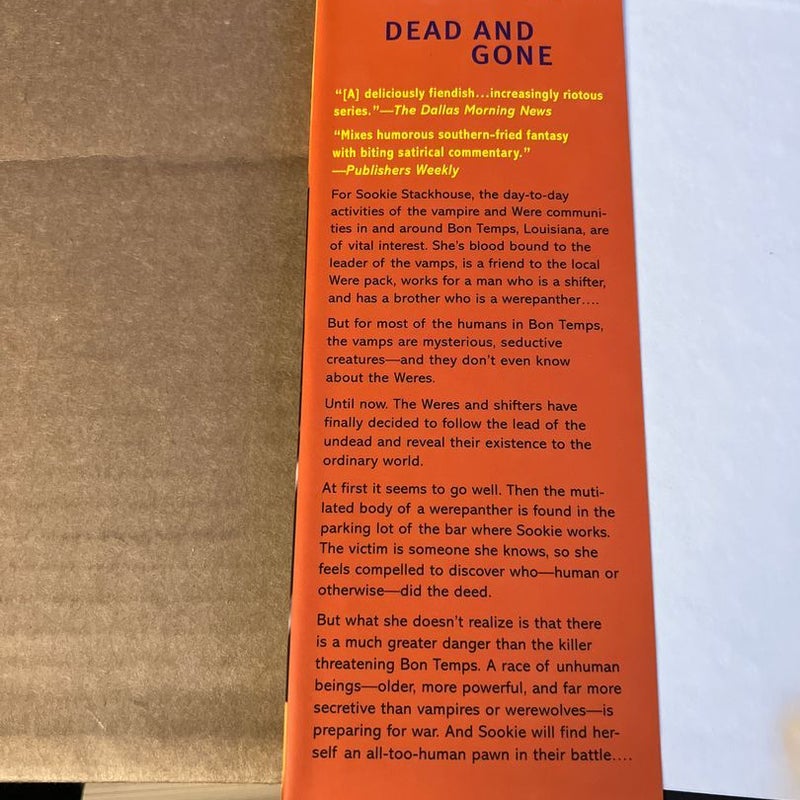 DEAD AND
GONE
“[A] deliciously fiendish...increasingly riotous
series.”—The Dallas Morning News
“Mixes humorous southern-fried fantasy
with biting satirical commentary.”
—Publishers Weekly
For Sookie Stackhouse, the day-to-day
activities of the vampire and Were communi-
ties in and around Bon Temps, Louisiana, are
of vital interest. She’s blood bound to the
leader of the vamps, is a friend to the local
Were pack, works for a man who is a shifter,
and has a brother who is a werepanther....
But for most of the humans in Bon Temps,
the vamps are mysterious, seductive
creatures—and they don’t even know
about the Weres.
Until now. The Weres and shifters have
finally decided to follow the lead of the
undead and reveal their existence to the
ordinary world.
At first it seems to go well. Then the muti-
lated body of a werepanther is found in the
parking lot of the bar where Sookie works.
The victim is someone she knows, so she
feels compelled to discover who—human or
otherwise—did the deed.
But what she doesn’t realize is that there
is a much greater danger than the killer
threatening Bon Temps. A race of unhuman
beings—older, more powerful, and far more
secretive than vampires or werewolves—is
preparing for war. And Sookie will find her-
self an all-too-human pawn in their battle....